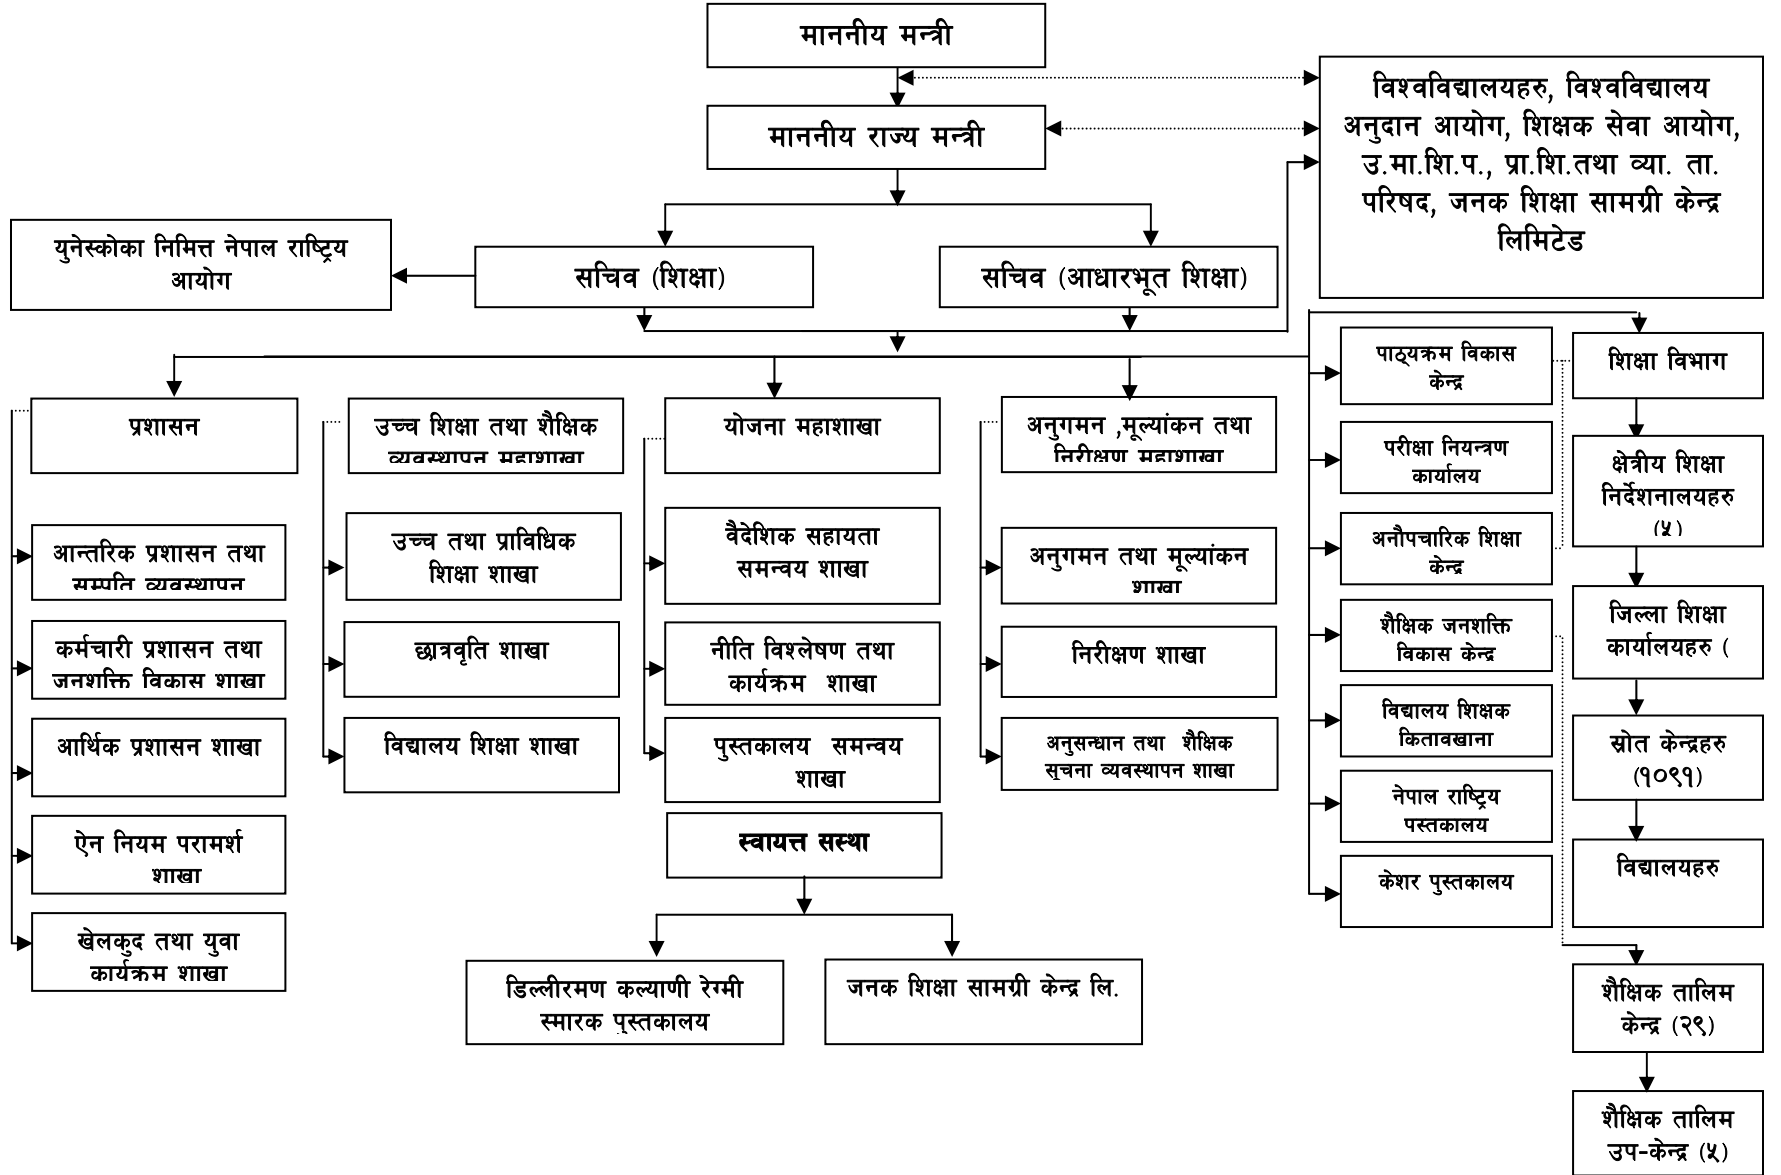 माननीय मन्त्री
माननीय राज्य मन्त्री
विश्वविद्यालयहरु, विश्वविद्यालय
अनुदान आयोग, शिक्षक सेवा आयोग,
उ.मा.शि.प., प्रा.शि.तथा व्या. ता.
परिषद, जनक शिक्षा सामग्री केन्द्र
लिमिटेड
युनेस्कोका निमित्त नेपाल राष्ट्रिय
आयोग
सचिव (शिक्षा)
सचिव (आधारभूत शिक्षा)
प्रशासन
आन्तरिक प्रशासन तथा
सम्पति व्यवस्थापन
कर्मचारी प्रशासन तथा
जनशक्ति विकास शाखा
आर्थिक प्रशासन शाखा
ऐन नियम परामर्श
शाखा
खेलकुद तथा युवा
कार्यक्रम शाखा
उच्च शिक्षा तथा शैक्षिक
व्यवस्थापन महाशाखा
उच्च तथा प्राविधिक
शिक्षा शाखा
छात्रवृति शाखा
विद्यालय शिक्षा शाखा
योजना महाशाखा
वैदेशिक सहायता
समन्वय शाखा
नीति विश्लेषण तथा
कार्यक्रम शाखा
पुस्तकालय समन्वय
शाखा
अनुगमन ,मूल्यांकन तथा
निरीक्षण महाशाखा
अनुगमन तथा मूल्यांकन
शाखा
निरीक्षण शाखा
अनुसन्धान तथा शैक्षिक
सूचना व्यवस्थापन शाखा
स्वायत्त सस्था
डिल्लीरमण कल्याणी रेग्मी
स्मारक पुस्तकालय
जनक शिक्षा सामग्री केन्द्र लि.
पाठ्यक्रम विकास
केन्द्र
परीक्षा नियन्त्रण
कार्यालय
अनौपचारिक शिक्षा
केन्द्र
शैक्षिक जनशक्ति
विकास केन्द्र
विद्यालय शिक्षक
कितावखाना
नेपाल राष्ट्रिय
पस्तकालय
केशर पुस्तकालय
शिक्षा विभाग
क्षेत्रीय शिक्षा
निर्देशनालयहरु
(५)
जिल्ला शिक्षा
कार्यालयहरु (
स्रोत केन्द्रहरु
(१०९१)
विद्यालयहरु
शैक्षिक तालिम
केन्द्र (२९)
शैक्षिक तालिम
उप-केन्द्र (५)